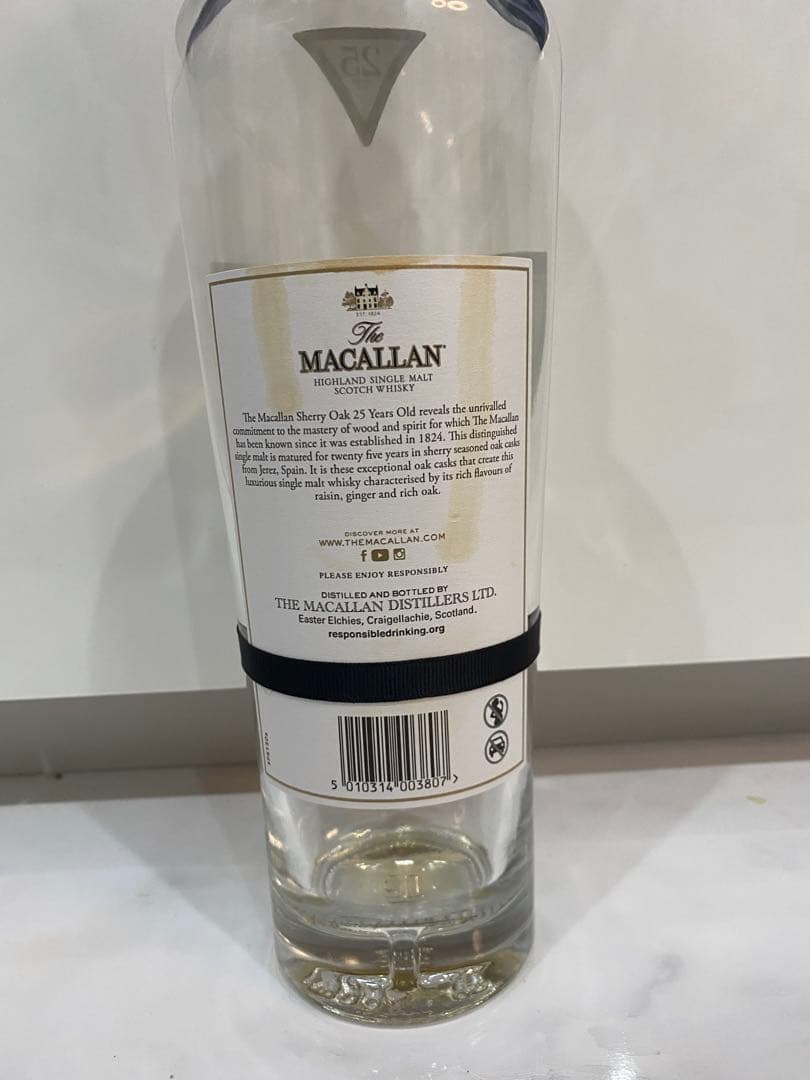 25
EST. 1824
The
MACALLAN
HIGHLAND SINGLE MALT
SCOTCH WHISKY
The Macallan Sherry Oak 25 Years Old reveals the unrivalled
commitment to the mastery of wood and spirit for which The Macallan
has been known since it was established in 1824. This distinguished
single malt is matured for twenty five years in sherry seasoned oak casks
from Jerez, Spain. It is these exceptional oak casks that create this
luxurious single malt whisky characterised by its rich flavours of
raisin, ginger and rich oak.
DISCOVER MORE AT
WWW.THEMACALLAN.COM
PLEASE ENJOY RESPONSIBLY
DISTILLED AND BOTTLED BY
THE MACALLAN DISTILLERS LTD.
Easter Elchies, Craigellachie, Scotland.
responsibledrinking.org
5 010314 003807 >